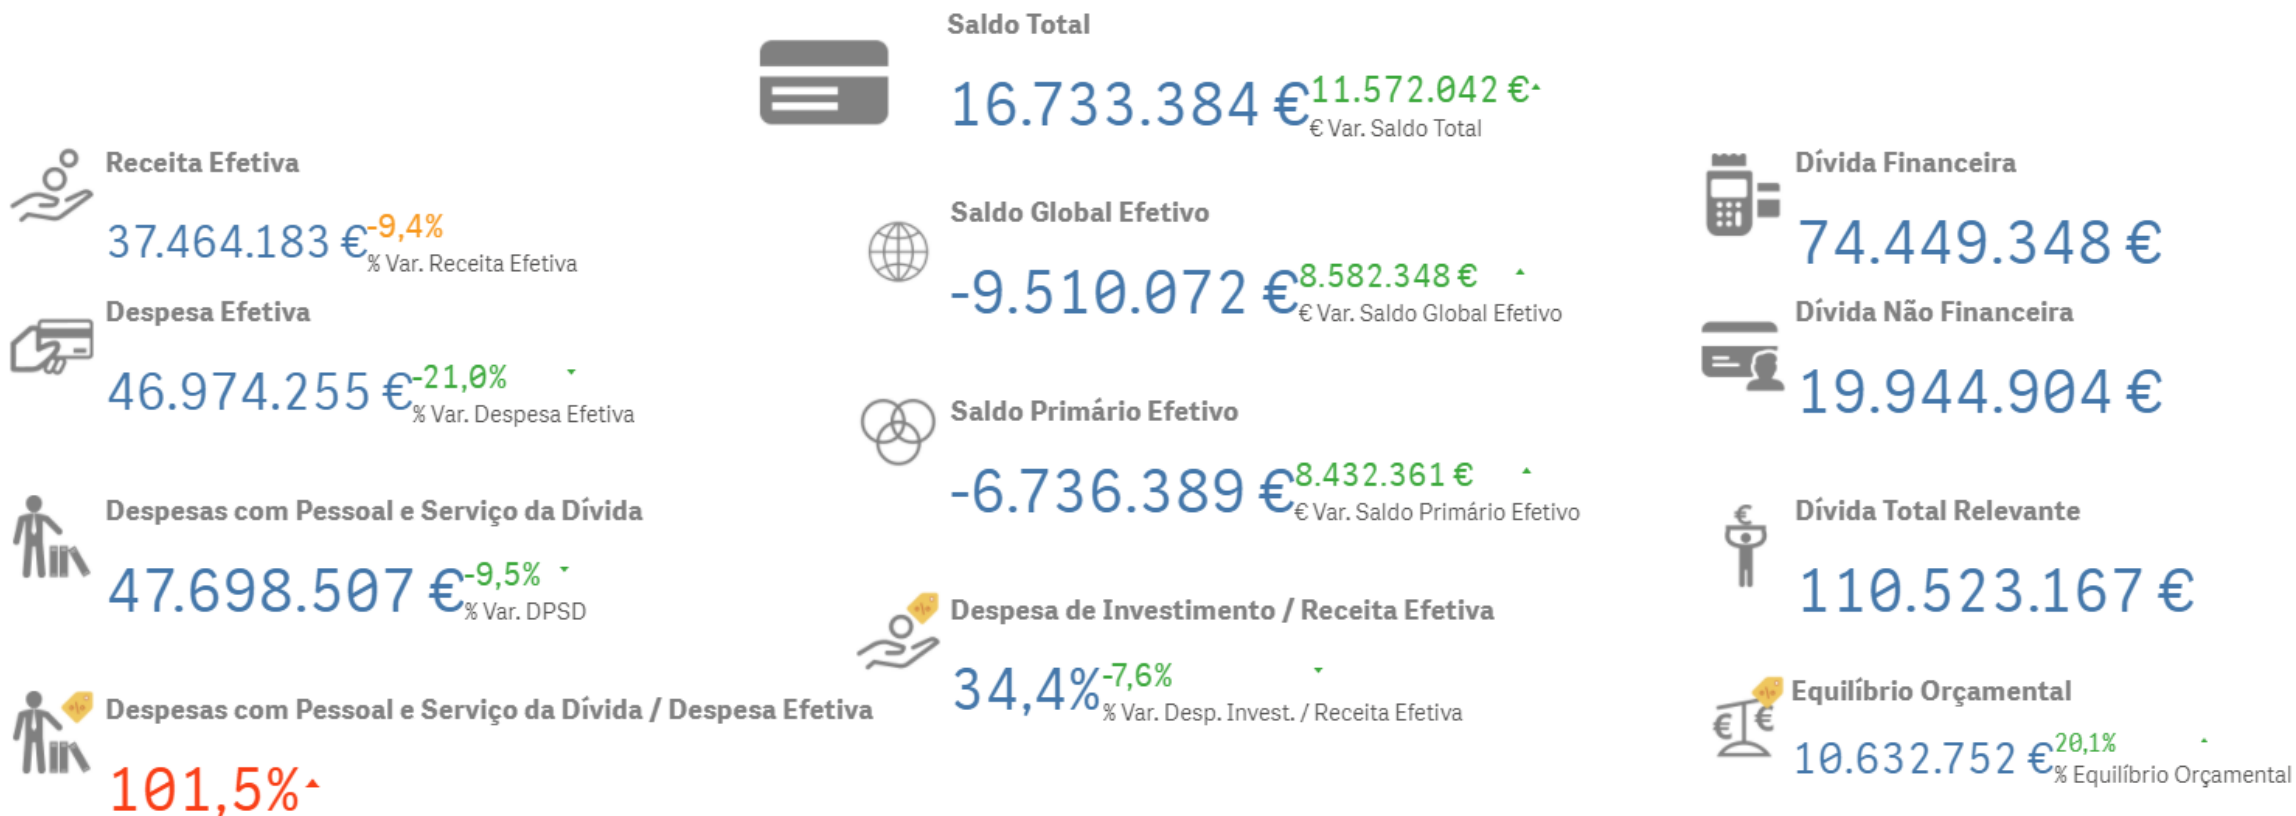 Saldo Total
16.733.384 €
11.572.042 €
€ Var. Saldo Total
Receita Efetiva
37.464.183 €
-9,4%
% Var. Receita Efetiva
Despesa Efetiva
46.974.255 €
-21,0%
% Var. Despesa Efetiva
Despesas com Pessoal e Serviço da Dívida
47.698.507 €
-9,5%
% Var. DPSD
Despesas com Pessoal e Serviço da Dívida / Despesa Efetiva
101,5%
Saldo Global Efetivo
-9.510.072 €
8.582.348 €
€ Var. Saldo Global Efetivo
Saldo Primário Efetivo
-6.736.389 €
8.432.361 €
€ Var. Saldo Primário Efetivo
Despesa de Investimento / Receita Efetiva
34,4%
-7,6%
% Var. Desp. Invest. / Receita Efetiva
Dívida Financeira
74.449.348 €
Dívida Não Financeira
19.944.904 €
Dívida Total Relevante
110.523.167 €
Equilíbrio Orçamental
10.632.752 €
20,1%
% Equilíbrio Orçamental